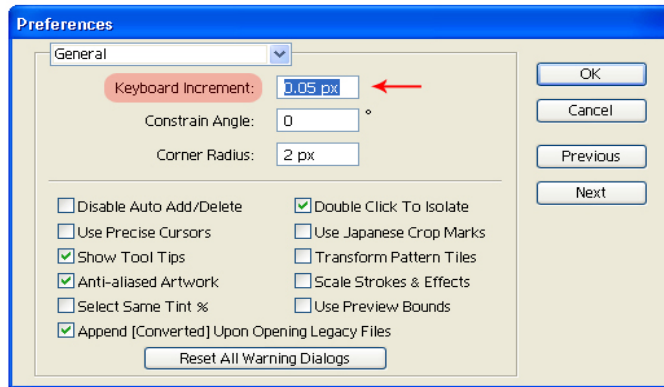 Preferences
General
Keyboard Increment: 0.05 px
Constrain Angle: 0 °
Corner Radius: 2 px
OK
Cancel
Previous
Next
Disable Auto Add/Delete
Double Click To Isolate
Use Precise Cursors
Use Japanese Crop Marks
Show Tool Tips
Transform Pattern Tiles
Anti-aliased Artwork
Scale Strokes & Effects
Select Same Tint %
Use Preview Bounds
Append [Converted] Upon Opening Legacy Files
Reset All Warning Dialogs